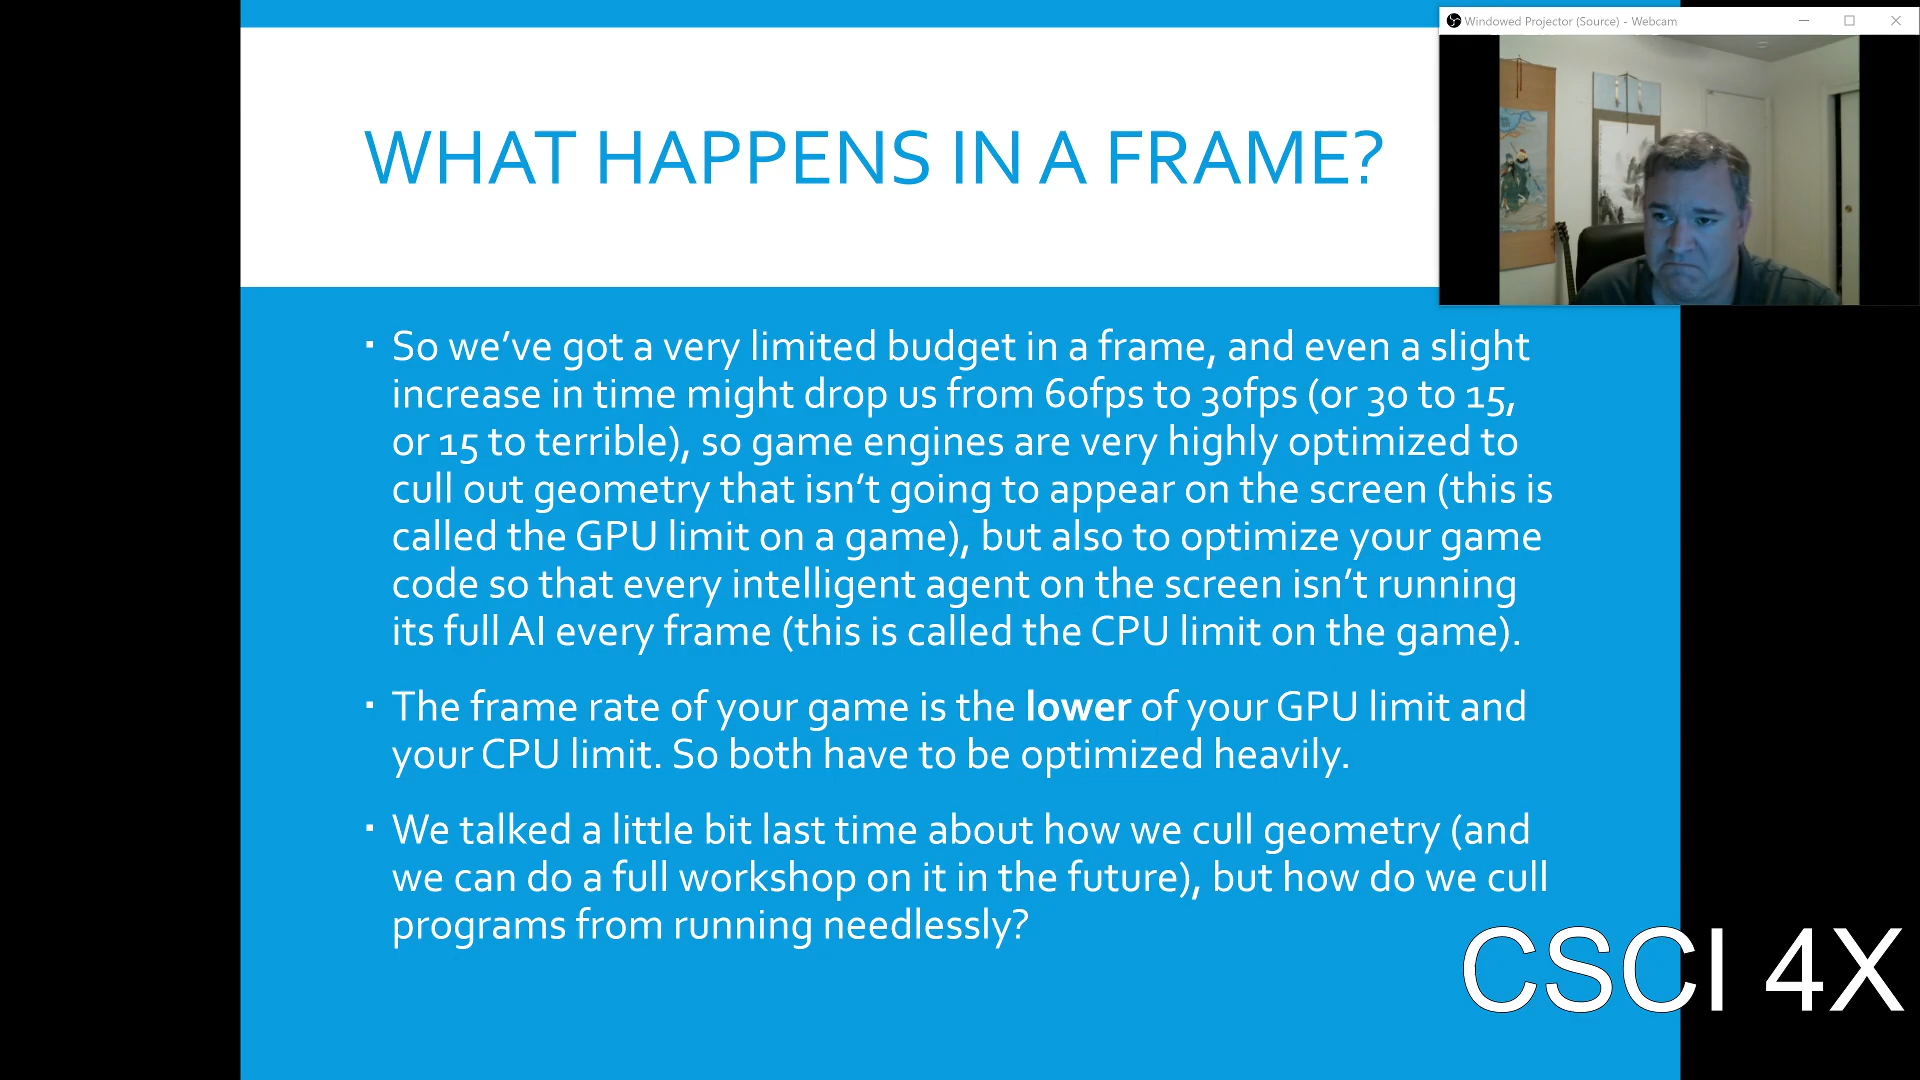 Windowed Projector (Source) - Webcam
WHAT HAPPENS IN A FRAME?
▪ So we’ve got a very limited budget in a frame, and even a slight
increase in time might drop us from 60fps to 30fps (or 30 to 15,
or 15 to terrible), so game engines are very highly optimized to
cull out geometry that isn’t going to appear on the screen (this is
called the GPU limit on a game), but also to optimize your game
code so that every intelligent agent on the screen isn’t running
its full AI every frame (this is called the CPU limit on the game).
▪ The frame rate of your game is the lower of your GPU limit and
your CPU limit. So both have to be optimized heavily.
▪ We talked a little bit last time about how we cull geometry (and
we can do a full workshop on it in the future), but how do we cull
programs from running needlessly?
CSCI 4X